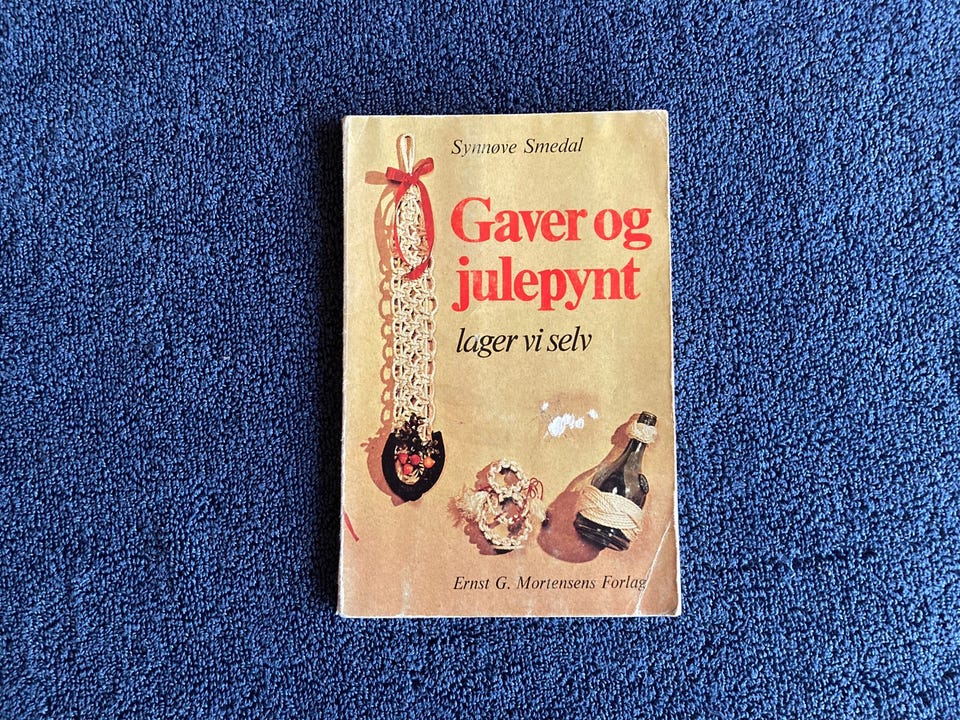 Synnøve Smedal
Gaver og
julepynt
lager vi selv
Ernst G. Mortensens Forlag